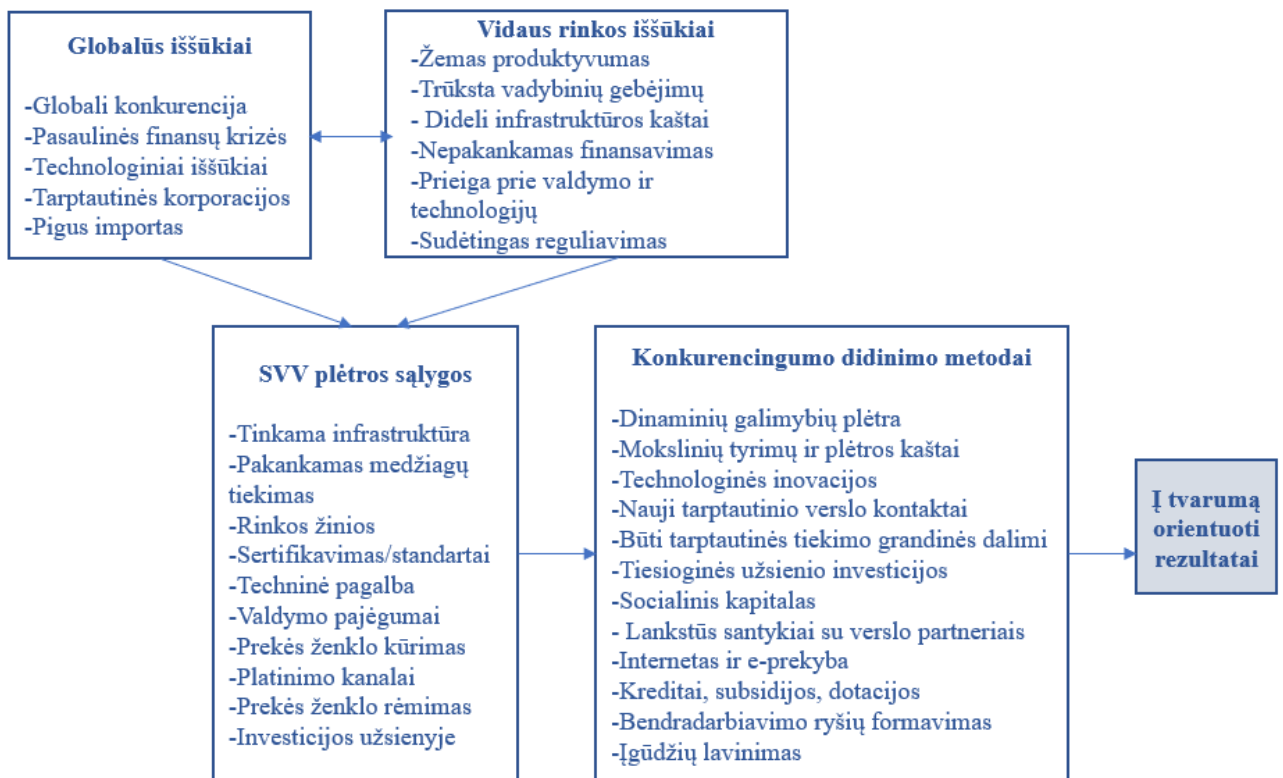 Globalūs iššūkiai
-Globali konkurencija
-Pasaulinės finansų krizės
-Technologiniai iššūkiai
-Tarptautinės korporacijos
-Pigus importas
Vidaus rinkos iššūkiai
-Žemas produktyvumas
-Trūksta vadybinių gebėjimų
- Dideli infrastruktūros kaštai
-Nepakankamas finansavimas
-Prieiga prie valdymo ir
technologijų
-Sudėtingas reguliavimas
SVV plėtros sąlygos
-Tinkama infrastruktūra
-Pakankamas medžiagų
tiekimas
-Rinkos žinios
-Sertifikavimas/standartai
-Techninė pagalba
-Valdymo pajėgumai
-Prekės ženklo kūrimas
-Platinimo kanalai
-Prekės ženklo rėmimas
-Investicijos užsienyje
Konkurencingumo didinimo metodai
-Dinaminių galimybių plėtra
-Mokslinių tyrimų ir plėtros kaštai
-Technologinės inovacijos
-Nauji tarptautinio verslo kontaktai
-Būti tarptautinės tiekimo grandinės dalimi
-Tiesioginės užsienio investicijos
-Socialinis kapitalas
- Lankstūs santykiai su verslo partneriais
-Internetas ir e-prekyba
-Kreditai, subsidijos, dotacijos
-Bendradarbiavimo ryšių formavimas
-Įgūdžių lavinimas
Į tvarumą
orientuoti
rezultatai